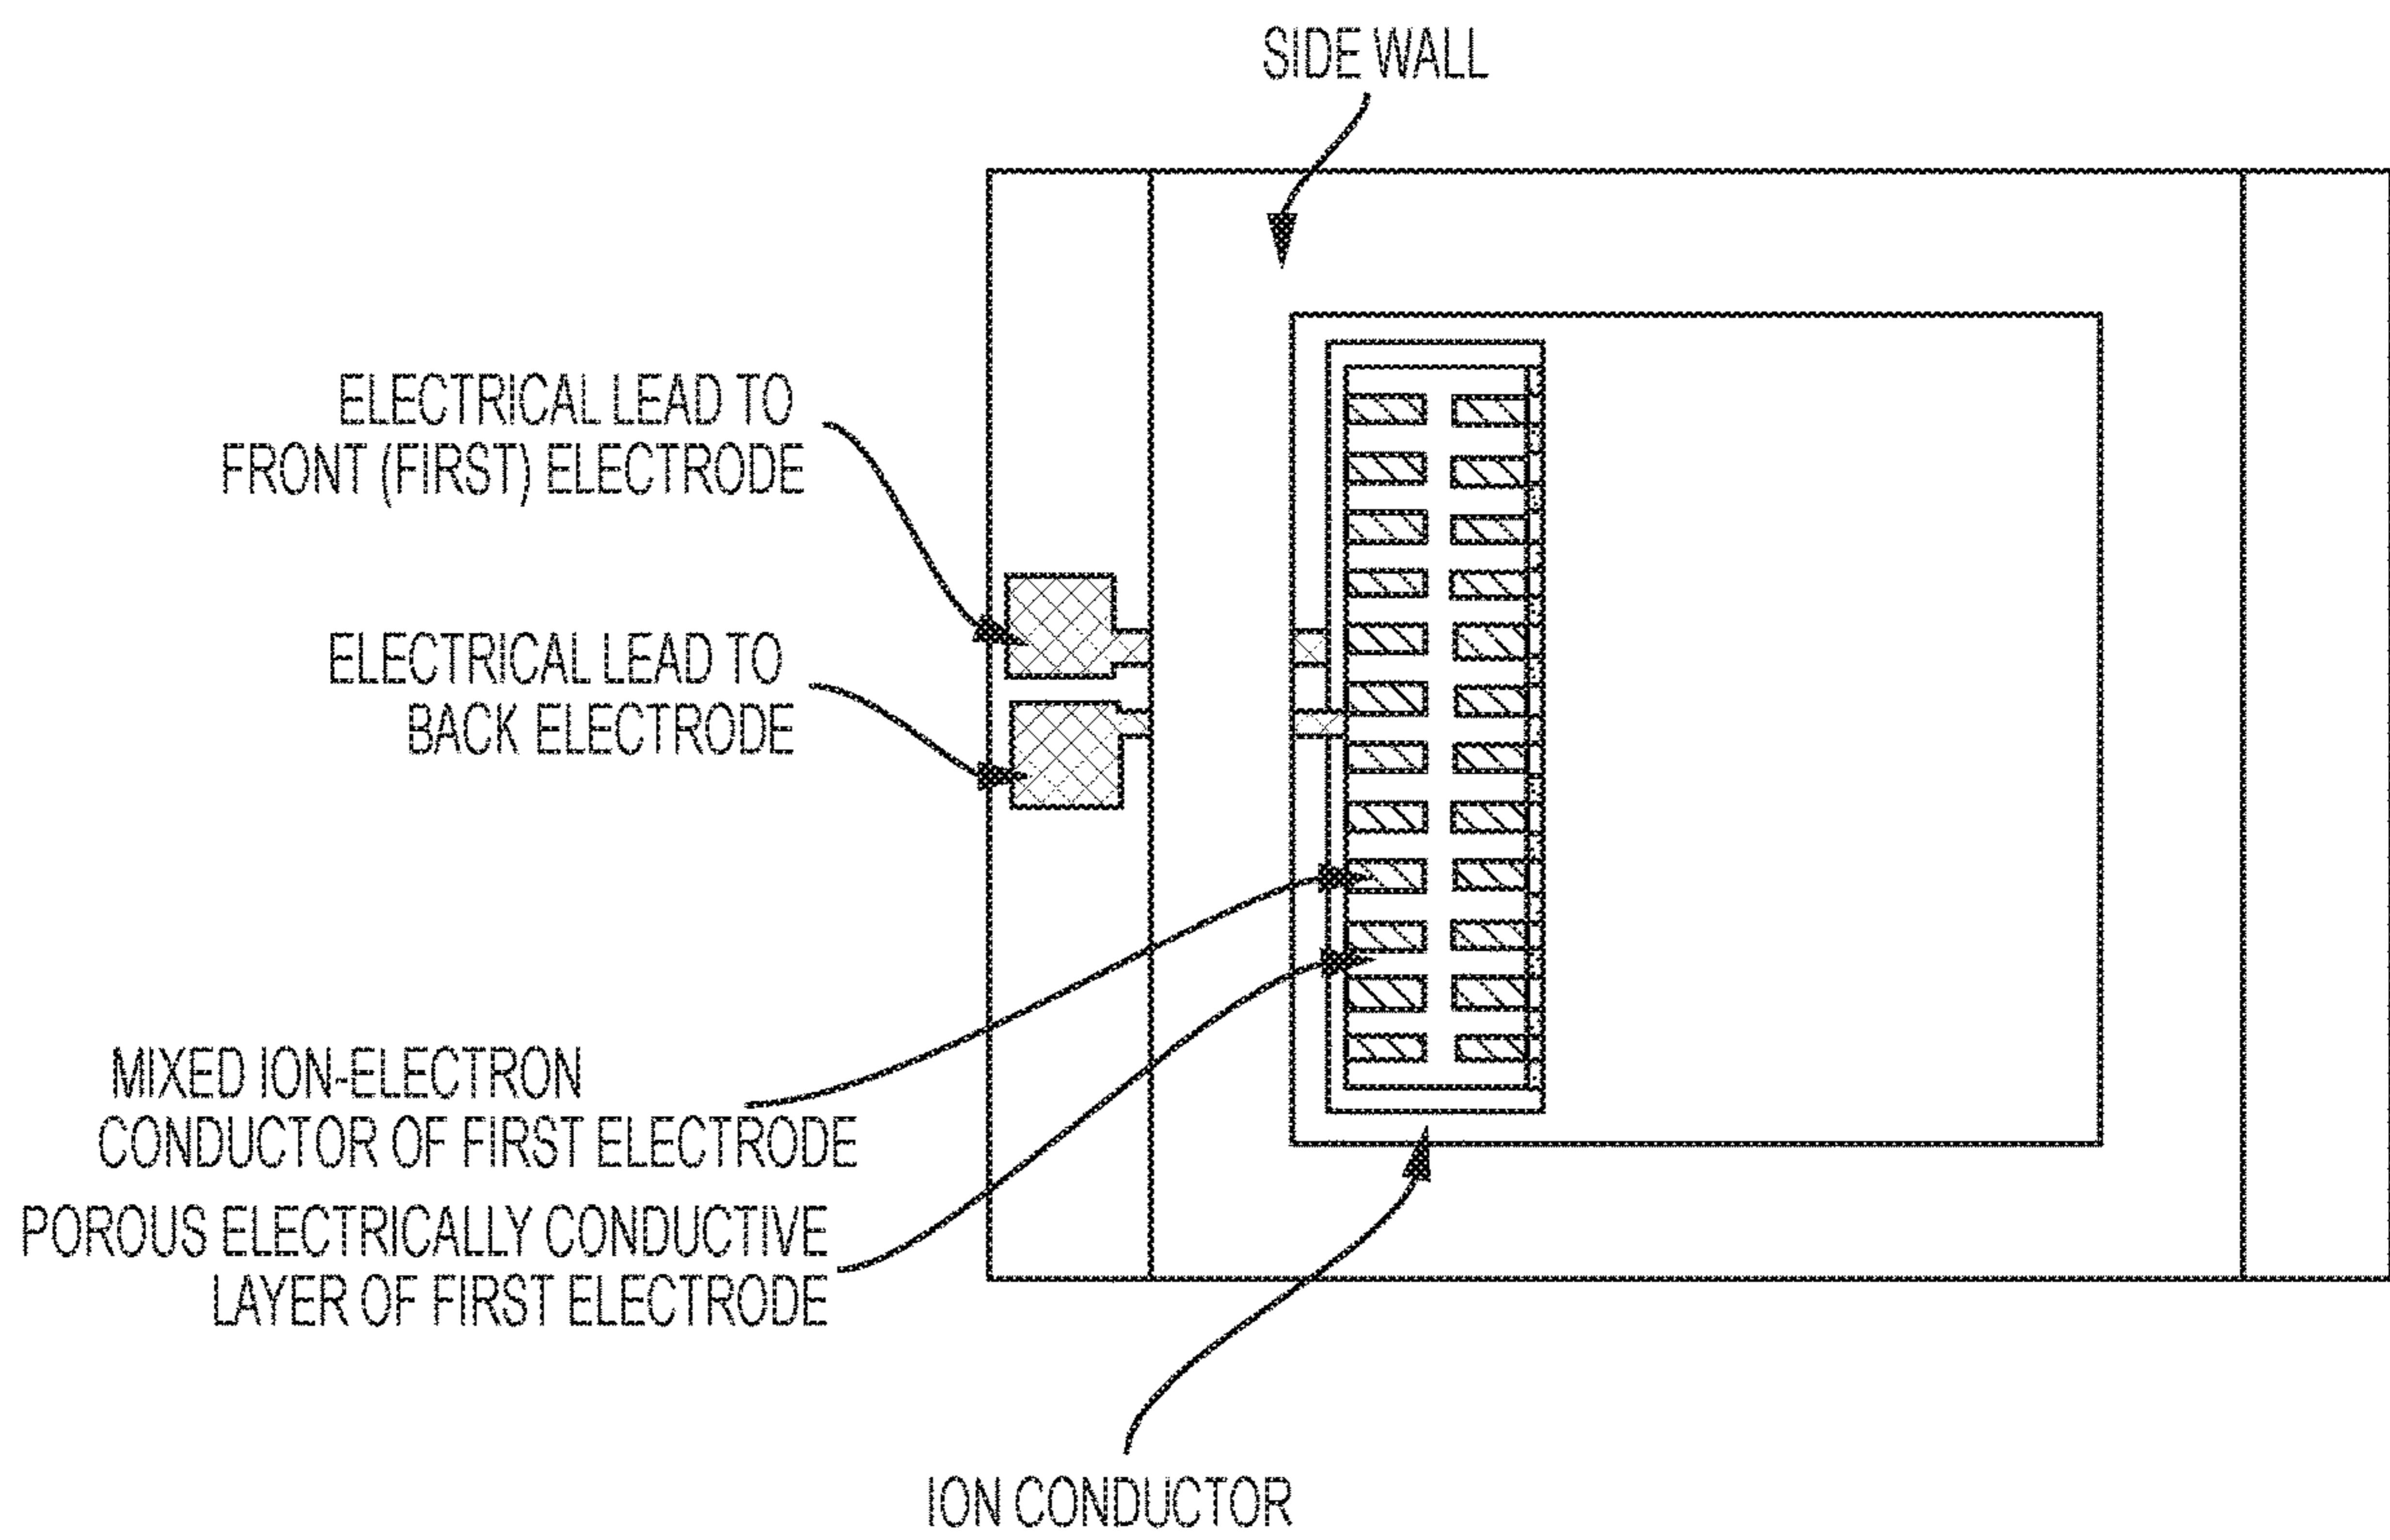 SIDE WALL
ELECTRICAL LEAD TO
FRONT (FIRST) ELECTRODE
ELECTRICAL LEAD TO
BACK ELECTRODE
MIXED ION-ELECTRON
CONDUCTOR OF FIRST ELECTRODE
POROUS ELECTRICALLY CONDUCTIVE
LAYER OF FIRST ELECTRODE
ION CONDUCTOR